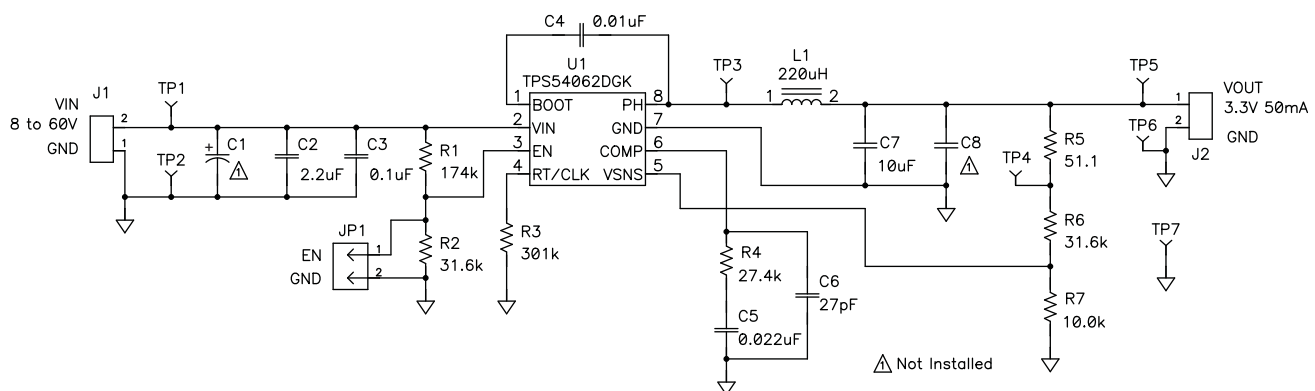 C4
0.01uF
U1
TPS54062DGK
1
BOOT
PH
8
2
VIN
GND
7
3
EN
COMP
6
4
RT/CLK
VSNS
5
J1
VIN
8 to 60V
GND
2
1
TP1
TP2
+
C1
1
C2
2.2uF
C3
0.1uF
R1
174k
JP1
EN
GND
1
2
R2
31.6k
R3
301k
TP3
L1
220uH
1
2
C7
10uF
C8
1
TP4
R5
51.1
TP5
TP6
1
2
VOUT
3.3V 50mA
GND
J2
R6
31.6k
TP7
R4
27.4k
C6
27pF
C5
0.022uF
R7
10.0k
1 Not Installed